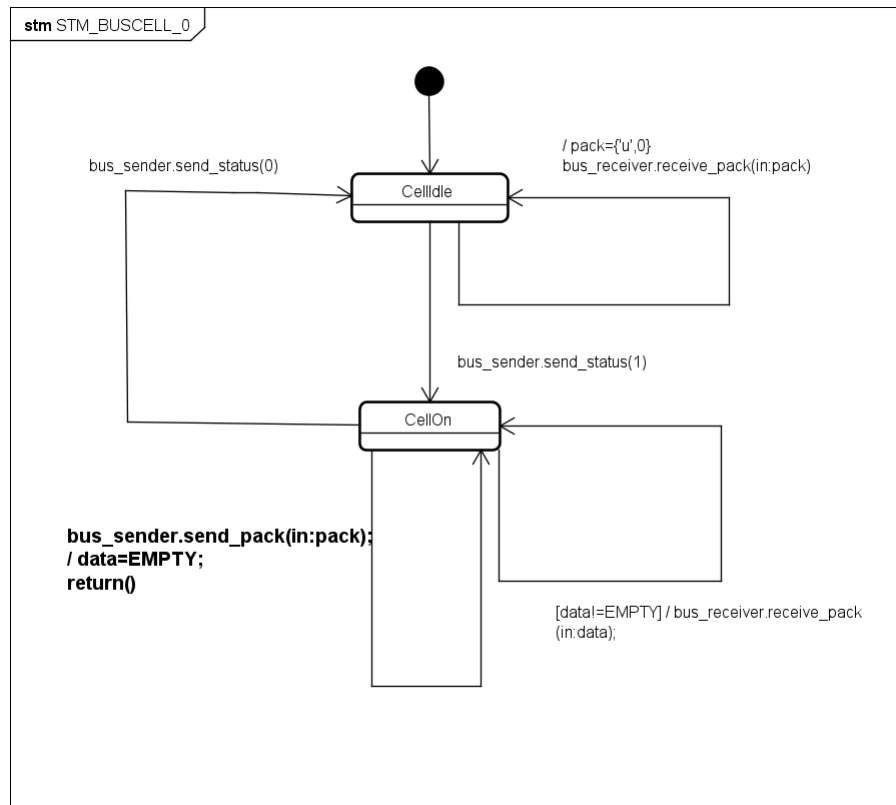 stm STM_BUSCELL_0
/ pack={'u',0}
bus_receiver.receive_pack(in:pack)
bus_sender.send_status(0)
CellIdle
bus_sender.send_status(1)
CellOn
bus_sender.send_pack(in:pack);
/ data=EMPTY;
return()
[data!=EMPTY] / bus_receiver.receive_pack
(in:data);